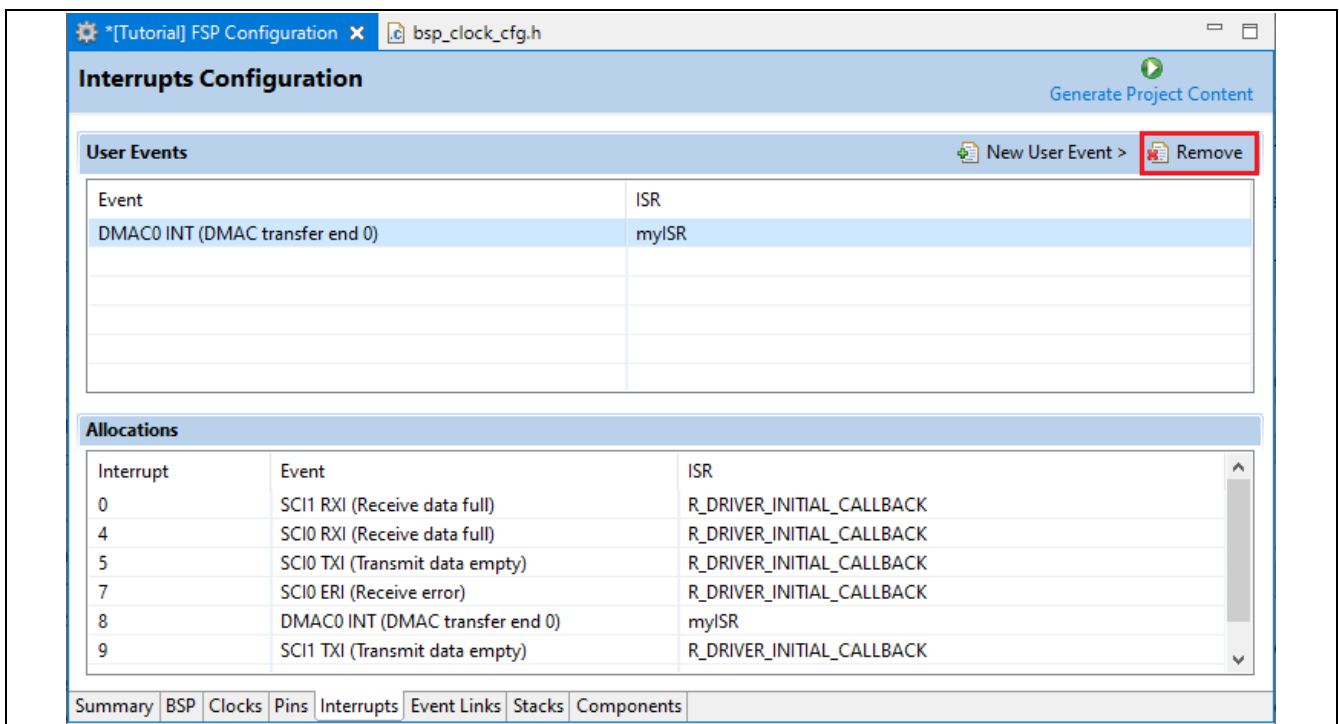 *[Tutorial] FSP Configuration bsp_clock_cfg.h
Interrupts Configuration
Generate Project Content
User Events New User Event > Remove
Event ISR
DMAC0 INT (DMAC transfer end 0) myISR
Allocations
Interrupt Event ISR
0 SCI1 RXI (Receive data full) R_DRIVER_INITIAL_CALLBACK
4 SCI0 RXI (Receive data full) R_DRIVER_INITIAL_CALLBACK
5 SCI0 TXI (Transmit data empty) R_DRIVER_INITIAL_CALLBACK
7 SCI0 ERI (Receive error) R_DRIVER_INITIAL_CALLBACK
8 DMAC0 INT (DMAC transfer end 0) myISR
9 SCI1 TXI (Transmit data empty) R_DRIVER_INITIAL_CALLBACK
Summary BSP Clocks Pins Interrupts Event Links Stacks Components